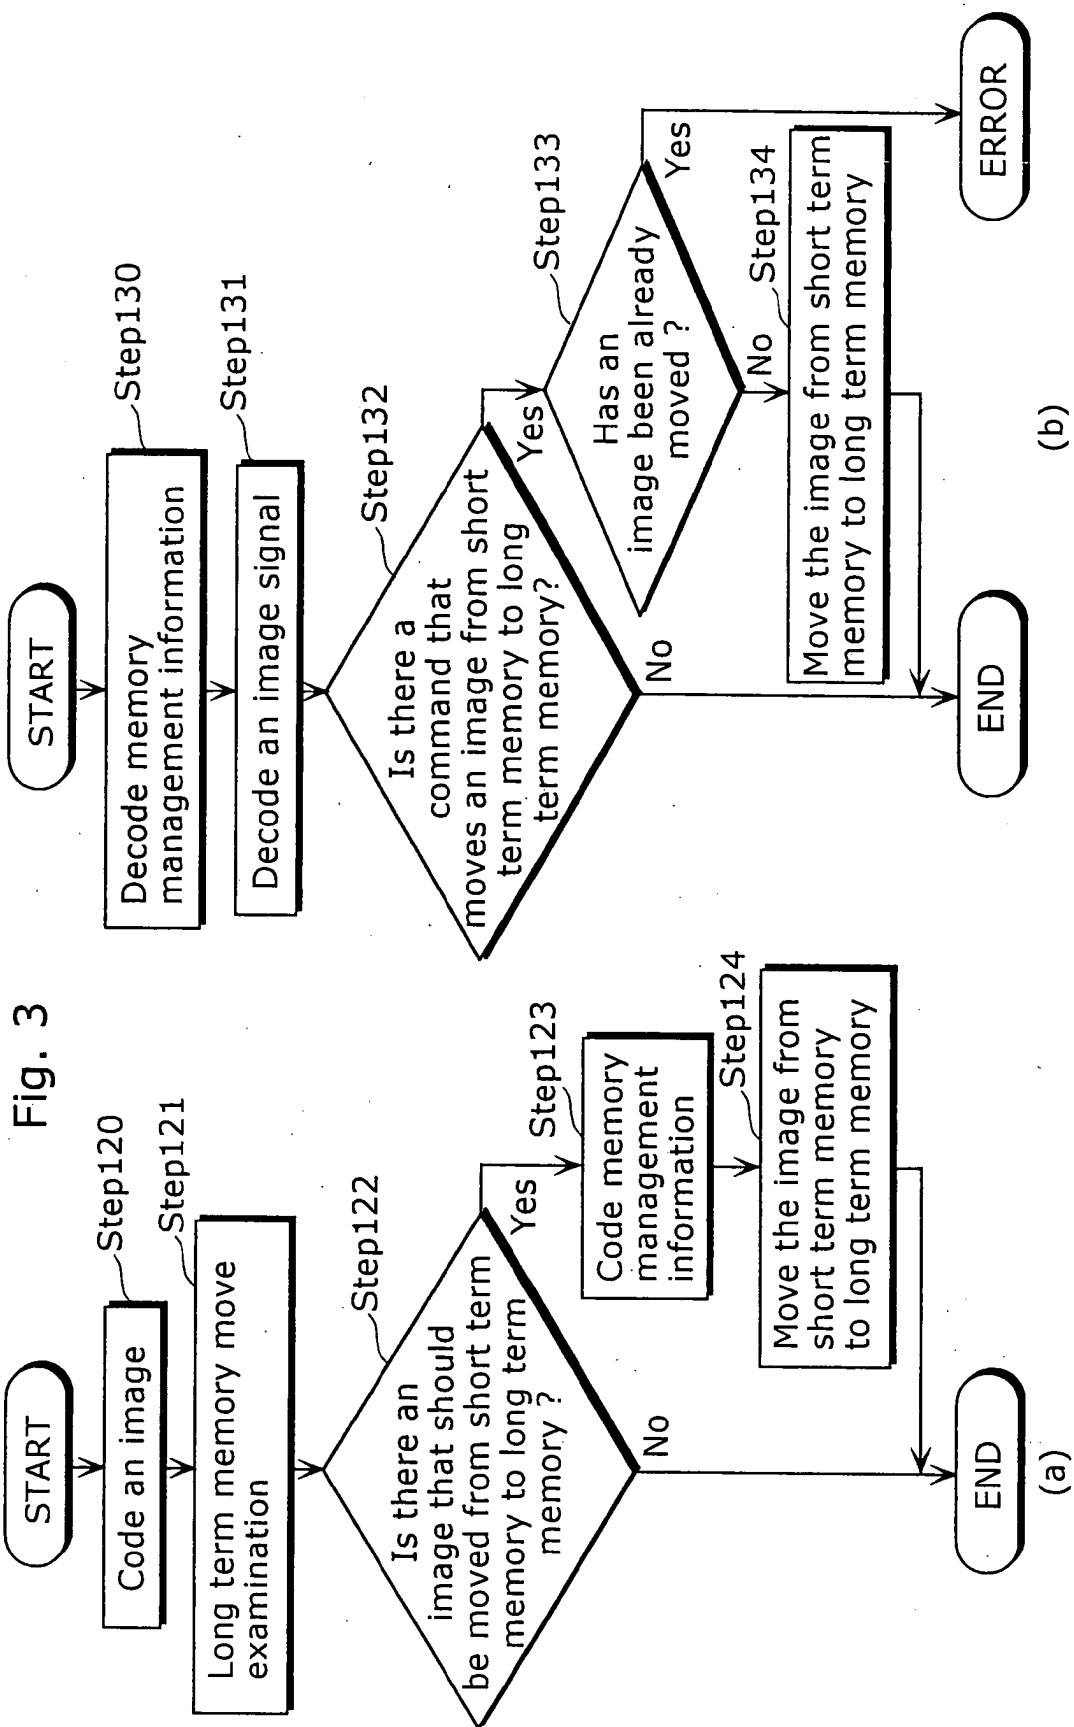 Fig. 3
START
Step120
Code an image
Step121
Long term memory move
examination
Step122
Is there an
image that should
be moved from short term
memory to long term
memory ?
Yes
No
Step123
Code memory
management
information
Step124
Move the image from
short term memory
to long term memory
END
(a)
START
Step130
Decode memory
management information
Step131
Decode an image signal
Step132
Is there a
command that
moves an image from short
term memory to long
term memory?
Yes
No
Step133
Has an
image been already
moved ?
Yes
No
Step134
Move the image from short term
memory to long term memory
END
ERROR
(b)